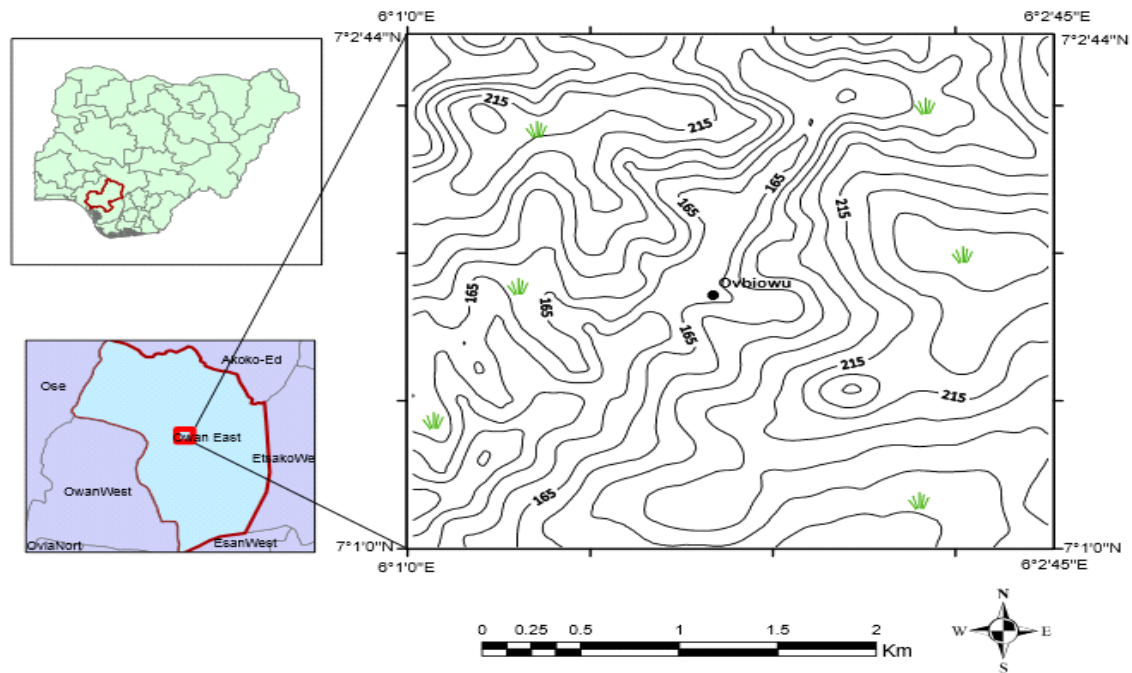 6°1'0"E
6°2'45"E
7°2'44"N
7°2'44"N
215
215
165
165
215
Ovbiowu
165
165
165
215
215
165
Akoko-Ed
Ose
Owan East
EtsakoWe
OwanWest
OviaNort
EsanWest
7°1'0"N
7°1'0"N
6°1'0"E
6°2'45"E
0 0.25 0.5 1 1.5 2
Km
N
W E
S